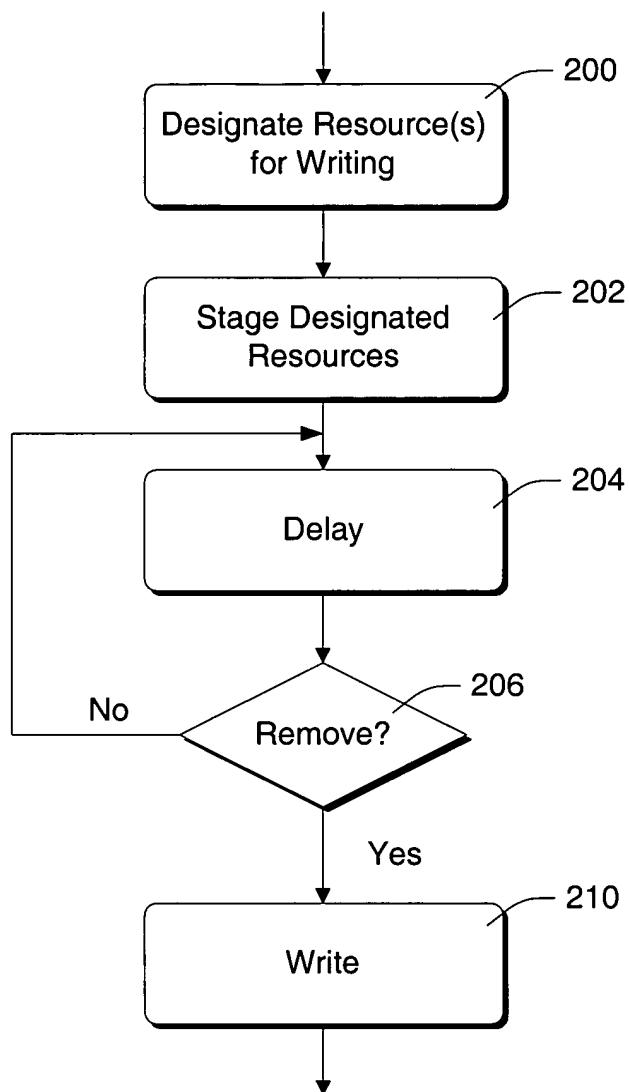 200
Designate Resource(s)
for Writing
202
Stage Designated
Resources
204
Delay
206
No
Remove?
Yes
210
Write